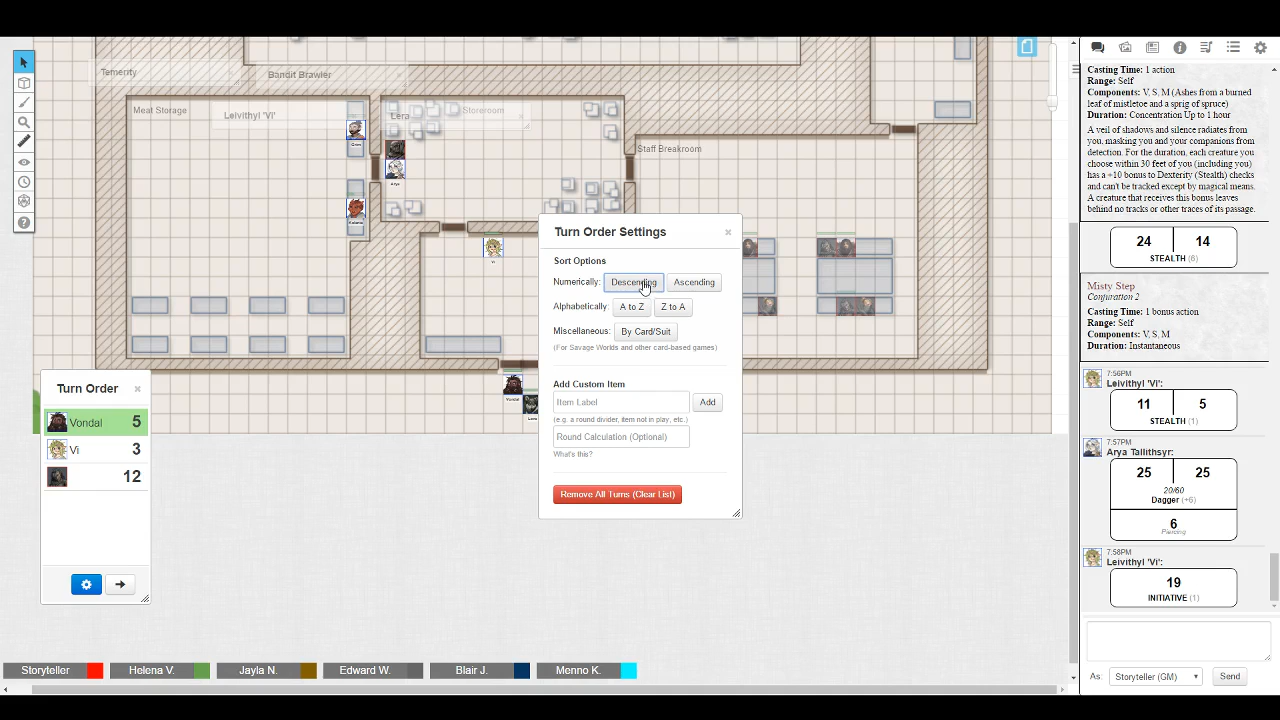 Temerity
Bandit Brawler
Meat Storage
Leivithyl 'Vi'
Lera
Storeroom
Staff Breakroom
Arya
Vi
Vondal
Turn Order Settings
Sort Options
Numerically: Descending Ascending
Alphabetically: A to Z Z to A
Miscellaneous: By Card/Suit
(For Savage Worlds and other card-based games)
Add Custom Item
Item Label Add
(e.g. a round divider, item not in play, etc.)
Round Calculation (Optional)
What's this?
Remove All Turns (Clear List)
Turn Order
Vondal 5
Vi 3
12
Storyteller
Helena V.
Jayla N.
Edward W.
Blair J.
Menno K.
Casting Time: 1 action
Range: Self
Components: V, S, M (Ashes from a burned
leaf of mistletoe and a sprig of spruce)
Duration: Concentration Up to 1 hour
A veil of shadows and silence radiates from
you, masking you and your companions from
detection. For the duration, each creature you
choose within 30 feet of you (including you)
has a +10 bonus to Dexterity (Stealth) checks
and can't be tracked except by magical means.
A creature that receives this bonus leaves
behind no tracks or other traces of its passage.
24 14
STEALTH (6)
Misty Step
Conjuration 2
Casting Time: 1 bonus action
Range: Self
Components: V, S, M
Duration: Instantaneous
7:56PM
Leivithyl 'Vi':
11 5
STEALTH (1)
7:57PM
Arya Tallithsyr:
25 25
20/60
Dagger (+6)
6
Piercing
7:58PM
Leivithyl 'Vi':
19
INITIATIVE (1)
As: Storyteller (GM) Send